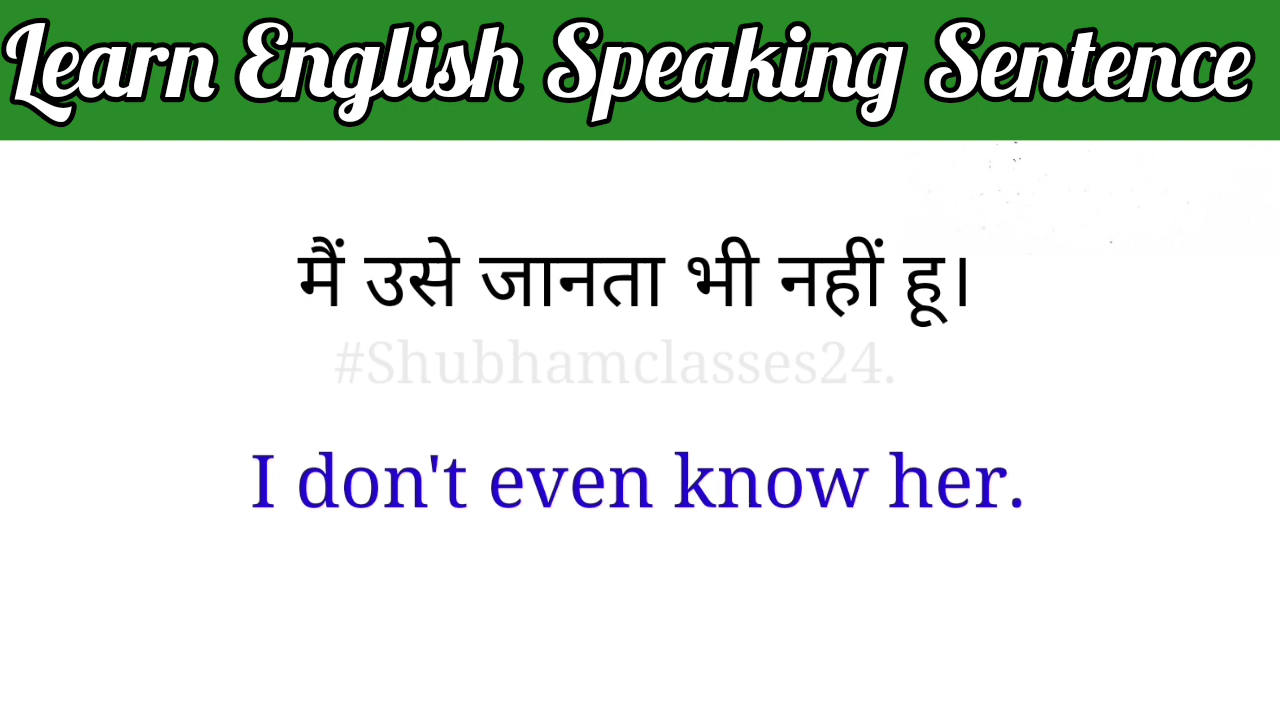 Learn English Speaking Sentence
मैं उसे जानता भी नहीं हू।
#Shubhamclasses24.
I don't even know her.